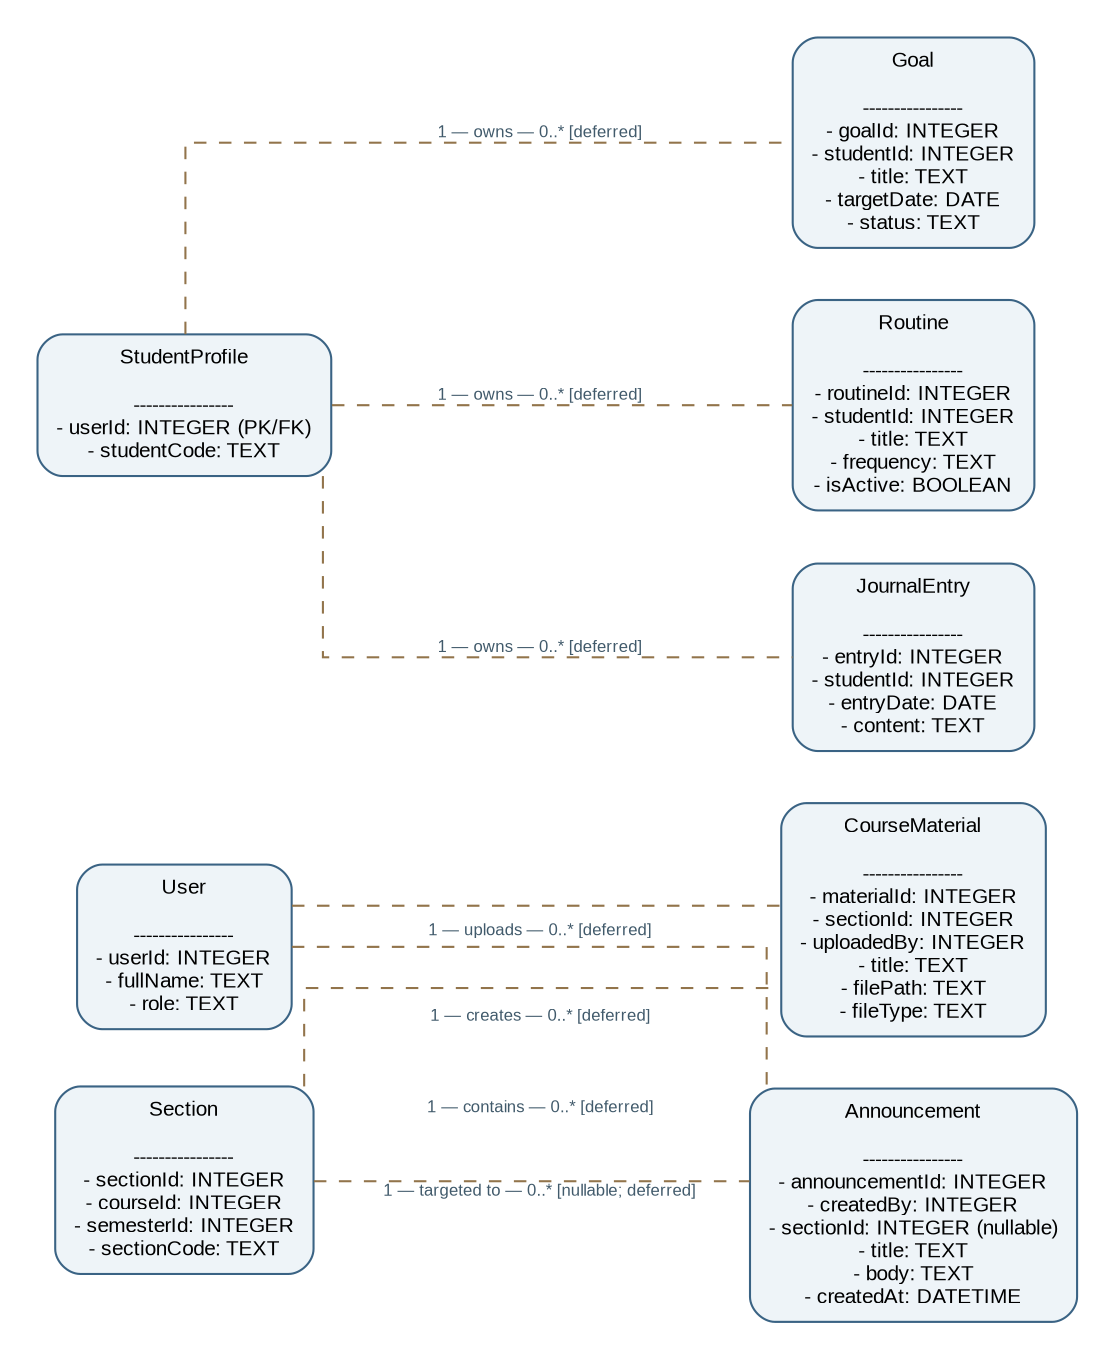 Goal
----------------
- goalId: INTEGER
- studentId: INTEGER
- title: TEXT
- targetDate: DATE
- status: TEXT
1 — owns — 0..* [deferred]
StudentProfile
----------------
- userId: INTEGER (PK/FK)
- studentCode: TEXT
1 — owns — 0..* [deferred]
Routine
----------------
- routineId: INTEGER
- studentId: INTEGER
- title: TEXT
- frequency: TEXT
- isActive: BOOLEAN
1 — owns — 0..* [deferred]
JournalEntry
----------------
- entryId: INTEGER
- studentId: INTEGER
- entryDate: DATE
- content: TEXT
User
----------------
- userId: INTEGER
- fullName: TEXT
- role: TEXT
1 — uploads — 0..* [deferred]
CourseMaterial
----------------
- materialId: INTEGER
- sectionId: INTEGER
- uploadedBy: INTEGER
- title: TEXT
- filePath: TEXT
- fileType: TEXT
1 — creates — 0..* [deferred]
1 — contains — 0..* [deferred]
Section
----------------
- sectionId: INTEGER
- courseId: INTEGER
- semesterId: INTEGER
- sectionCode: TEXT
1 — targeted to — 0..* [nullable; deferred]
Announcement
----------------
- announcementId: INTEGER
- createdBy: INTEGER
- sectionId: INTEGER (nullable)
- title: TEXT
- body: TEXT
- createdAt: DATETIME